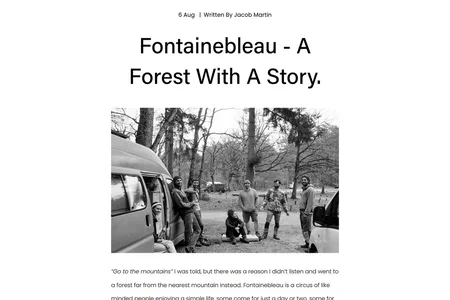 6 Aug | Written By Jacob Martin
Fontainebleau - A
Forest With A Story.
"Go to the mountains" I was told, but there was a reason I didn't listen and went to
a forest far from the nearest mountain instead. Fontainebleau is a circus of like
minded people enjoying a simple life, some come for just a day or two, some for